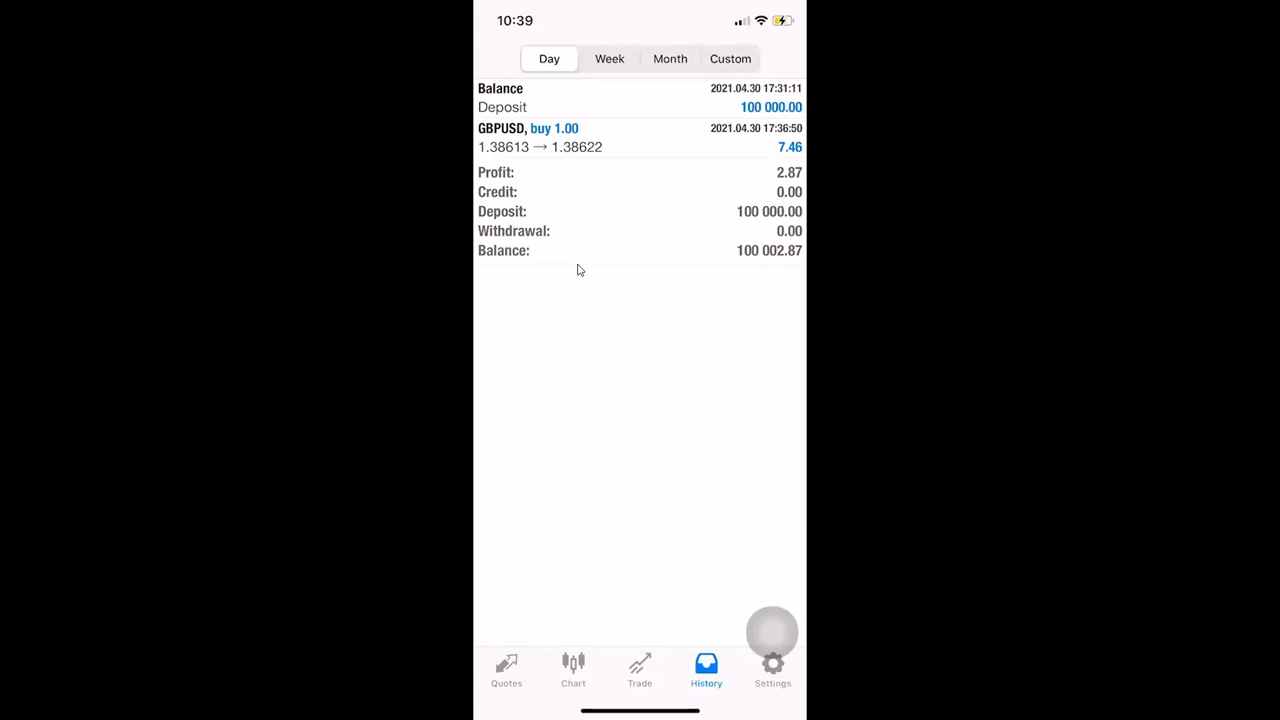 10:39
Day Week Month Custom
Balance 2021.04.30 17:31:11
Deposit 100 000.00
GBPUSD, buy 1.00 2021.04.30 17:36:50
1.38613 → 1.38622 7.46
Profit: 2.87
Credit: 0.00
Deposit: 100 000.00
Withdrawal: 0.00
Balance: 100 002.87
Quotes Chart Trade History Settings